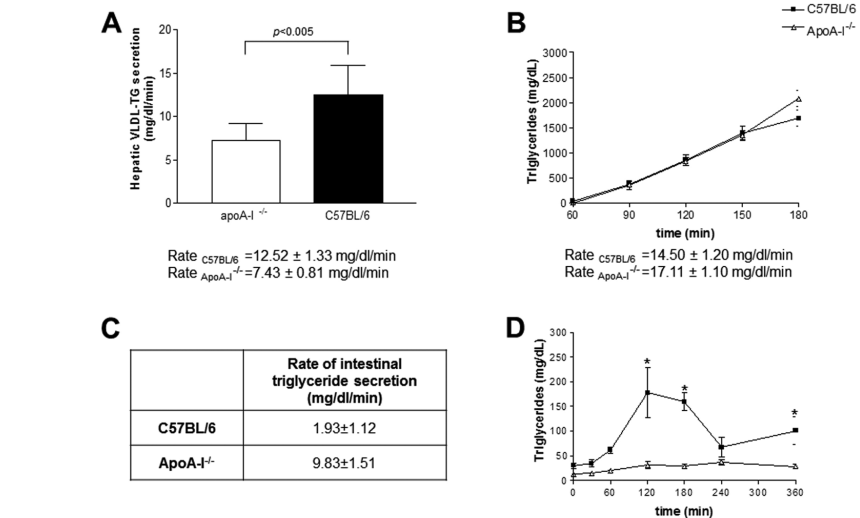 A
p<0.005
Hepatic VLDL-TG secretion
(mg/dl/min)
20
15
10
5
0
apoA-I -/-
C57BL/6
Rate C57BL/6 =12.52 ± 1.33 mg/dl/min
Rate ApoA-I-/-=7.43 ± 0.81 mg/dl/min
B
C57BL/6
ApoA-I-/-
Triglycerides (mg/dL)
3000
2500
2000
1500
1000
500
0
60 90 120 150 180
time (min)
Rate C57BL/6 =14.50 ± 1.20 mg/dl/min
Rate ApoA-I-/-=17.11 ± 1.10 mg/dl/min
C
Rate of intestinal
triglyceride secretion
(mg/dl/min)
C57BL/6 1.93±1.12
ApoA-I-/- 9.83±1.51
D
Triglycerides (mg/dL)
300
250
200
150
100
50
0
* * *
0 60 120 180 240 300 360
time (min)